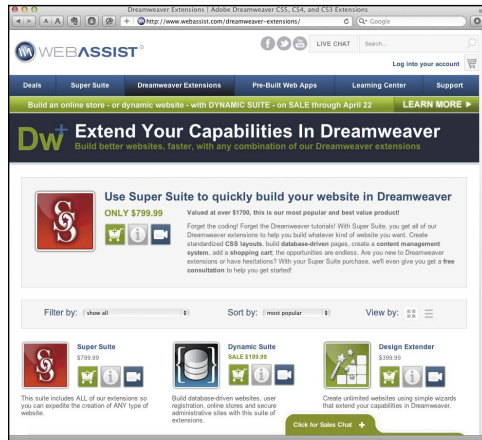 Dreamweaver Extensions | Adobe Dreamweaver CS5, CS4, and CS3 Extensions
http://www.webassist.com/dreamweaver-extensions/
Google
WEBASSIST
LIVE CHAT
Search...
Log into your account
Deals Super Suite Dreamweaver Extensions Pre-Built Web Apps Learning Center Support
Build an online store - or dynamic website - with DYNAMIC SUITE - on SALE through April 22 LEARN MORE
Dw+ Extend Your Capabilities In Dreamweaver
Build better websites, faster, with any combination of our Dreamweaver extensions
Use Super Suite to quickly build your website in Dreamweaver
ONLY $799.99
Valued at over $1700, this is our most popular and best value product!
Forget the coding! Forget the Dreamweaver tutorials! With Super Suite, you get all of our
Dreamweaver extensions to help you build whatever kind of website you want. Create
standardized CSS layouts, build database-driven pages, create a content management
system, add a shopping cart; the opportunities are endless. Are you new to Dreamweaver
extensions or have hesitations? With your Super Suite purchase, we'll even give you get a free
consultation to help you get started!
Filter by: show all Sort by: most popular View by:
Super Suite
$799.99
This suite includes ALL of our extensions so
you can expedite the creation of ANY type of
website.
Dynamic Suite
SALE $199.99
Build database-driven websites, user
registration, online stores and secure
administrative sites with this suite of
extensions.
Design Extender
$399.99
Create unlimited websites using simple wizards
that extend your capabilities in Dreamweaver.
Click for Sales Chat +